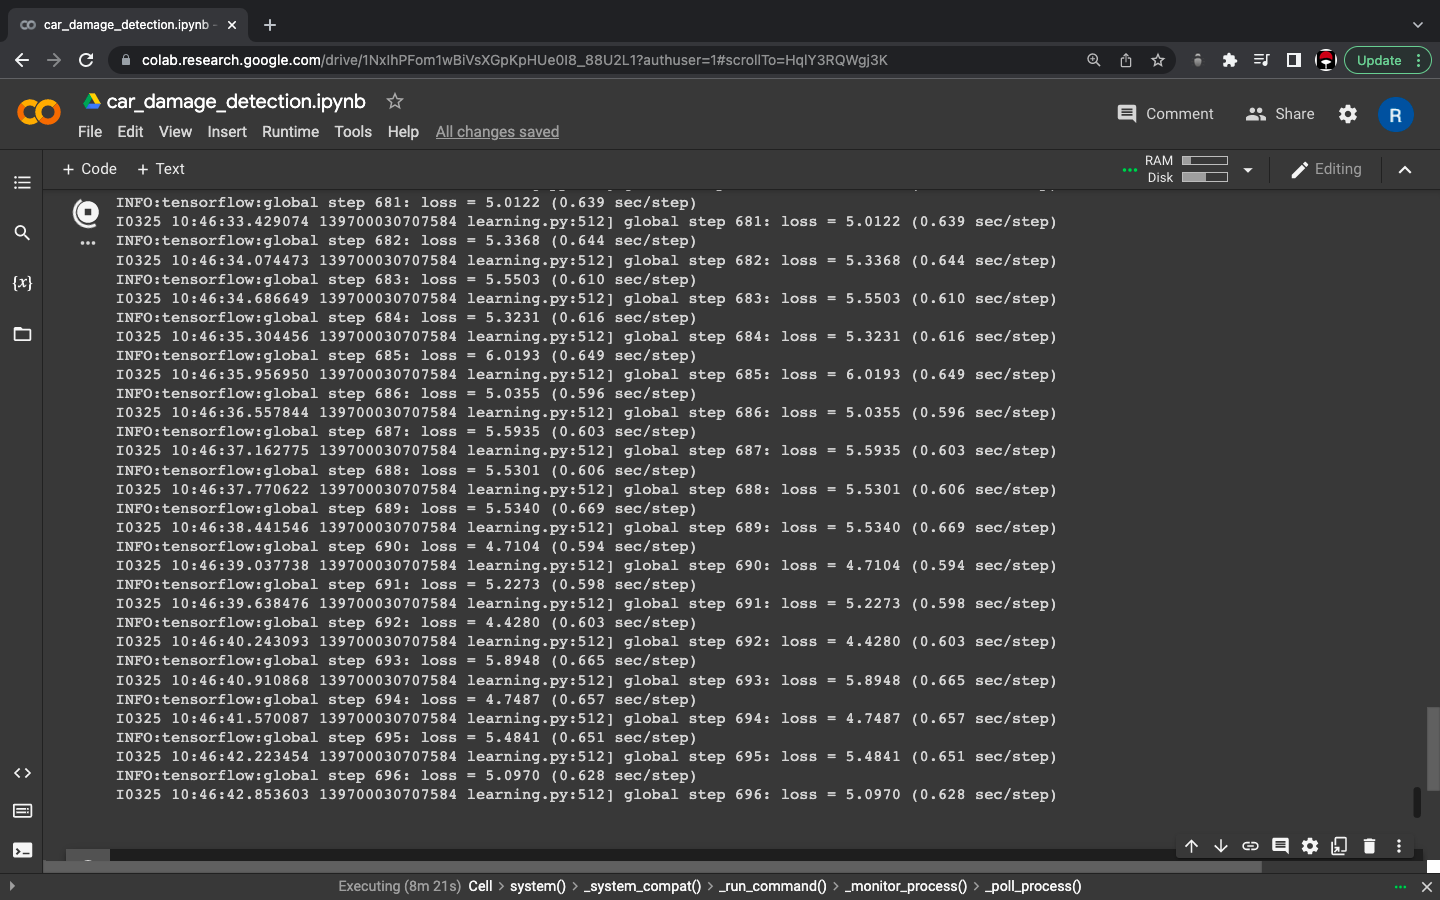 car_damage_detection.ipynb -
colab.research.google.com/drive/1NxIhPFom1wBiVsXGpKpHUe0I8_88U2L1?authuser=1#scrollTo=HqlY3RQWgj3K
Update
car_damage_detection.ipynb
Comment
Share
R
File Edit View Insert Runtime Tools Help All changes saved
+ Code + Text
RAM
Disk
Editing
INFO:tensorflow:global step 681: loss = 5.0122 (0.639 sec/step)
I0325 10:46:33.429074 139700030707584 learning.py:512] global step 681: loss = 5.0122 (0.639 sec/step)
INFO:tensorflow:global step 682: loss = 5.3368 (0.644 sec/step)
I0325 10:46:34.074473 139700030707584 learning.py:512] global step 682: loss = 5.3368 (0.644 sec/step)
INFO:tensorflow:global step 683: loss = 5.5503 (0.610 sec/step)
I0325 10:46:34.686649 139700030707584 learning.py:512] global step 683: loss = 5.5503 (0.610 sec/step)
INFO:tensorflow:global step 684: loss = 5.3231 (0.616 sec/step)
I0325 10:46:35.304456 139700030707584 learning.py:512] global step 684: loss = 5.3231 (0.616 sec/step)
INFO:tensorflow:global step 685: loss = 6.0193 (0.649 sec/step)
I0325 10:46:35.956950 139700030707584 learning.py:512] global step 685: loss = 6.0193 (0.649 sec/step)
INFO:tensorflow:global step 686: loss = 5.0355 (0.596 sec/step)
I0325 10:46:36.557844 139700030707584 learning.py:512] global step 686: loss = 5.0355 (0.596 sec/step)
INFO:tensorflow:global step 687: loss = 5.5935 (0.603 sec/step)
I0325 10:46:37.162775 139700030707584 learning.py:512] global step 687: loss = 5.5935 (0.603 sec/step)
INFO:tensorflow:global step 688: loss = 5.5301 (0.606 sec/step)
I0325 10:46:37.770622 139700030707584 learning.py:512] global step 688: loss = 5.5301 (0.606 sec/step)
INFO:tensorflow:global step 689: loss = 5.5340 (0.669 sec/step)
I0325 10:46:38.441546 139700030707584 learning.py:512] global step 689: loss = 5.5340 (0.669 sec/step)
INFO:tensorflow:global step 690: loss = 4.7104 (0.594 sec/step)
I0325 10:46:39.037738 139700030707584 learning.py:512] global step 690: loss = 4.7104 (0.594 sec/step)
INFO:tensorflow:global step 691: loss = 5.2273 (0.598 sec/step)
I0325 10:46:39.638476 139700030707584 learning.py:512] global step 691: loss = 5.2273 (0.598 sec/step)
INFO:tensorflow:global step 692: loss = 4.4280 (0.603 sec/step)
I0325 10:46:40.243093 139700030707584 learning.py:512] global step 692: loss = 4.4280 (0.603 sec/step)
INFO:tensorflow:global step 693: loss = 5.8948 (0.665 sec/step)
I0325 10:46:40.910868 139700030707584 learning.py:512] global step 693: loss = 5.8948 (0.665 sec/step)
INFO:tensorflow:global step 694: loss = 4.7487 (0.657 sec/step)
I0325 10:46:41.570087 139700030707584 learning.py:512] global step 694: loss = 4.7487 (0.657 sec/step)
INFO:tensorflow:global step 695: loss = 5.4841 (0.651 sec/step)
I0325 10:46:42.223454 139700030707584 learning.py:512] global step 695: loss = 5.4841 (0.651 sec/step)
INFO:tensorflow:global step 696: loss = 5.0970 (0.628 sec/step)
I0325 10:46:42.853603 139700030707584 learning.py:512] global step 696: loss = 5.0970 (0.628 sec/step)
Executing (8m 21s) Cell > system() > _system_compat() > _run_command() > _monitor_process() > _poll_process()